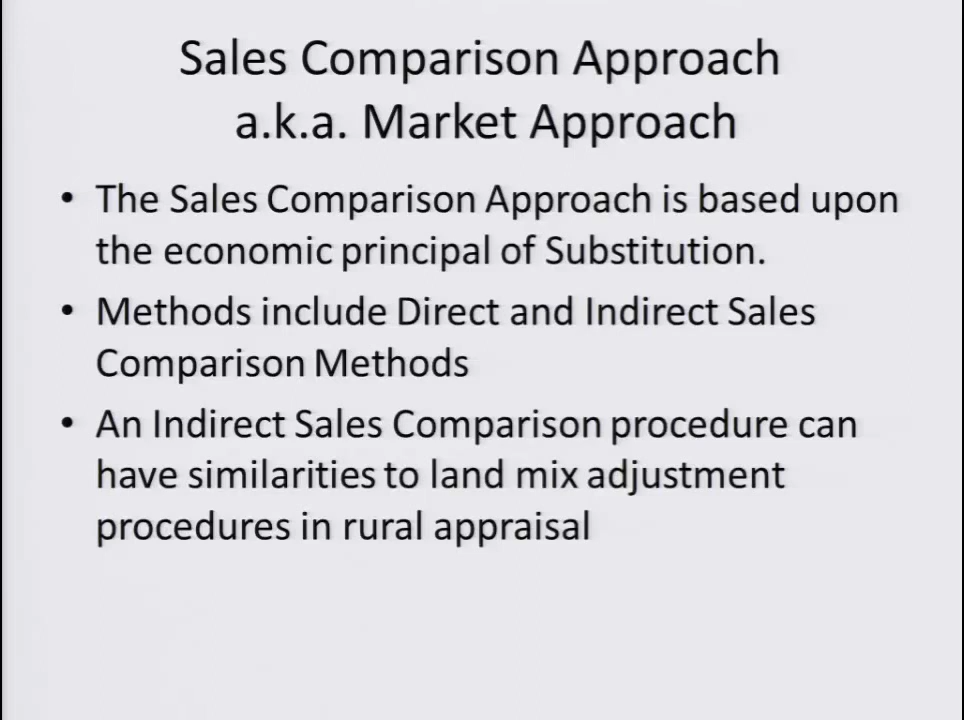 Sales Comparison Approach
a.k.a. Market Approach
• The Sales Comparison Approach is based upon
the economic principal of Substitution.
• Methods include Direct and Indirect Sales
Comparison Methods
• An Indirect Sales Comparison procedure can
have similarities to land mix adjustment
procedures in rural appraisal